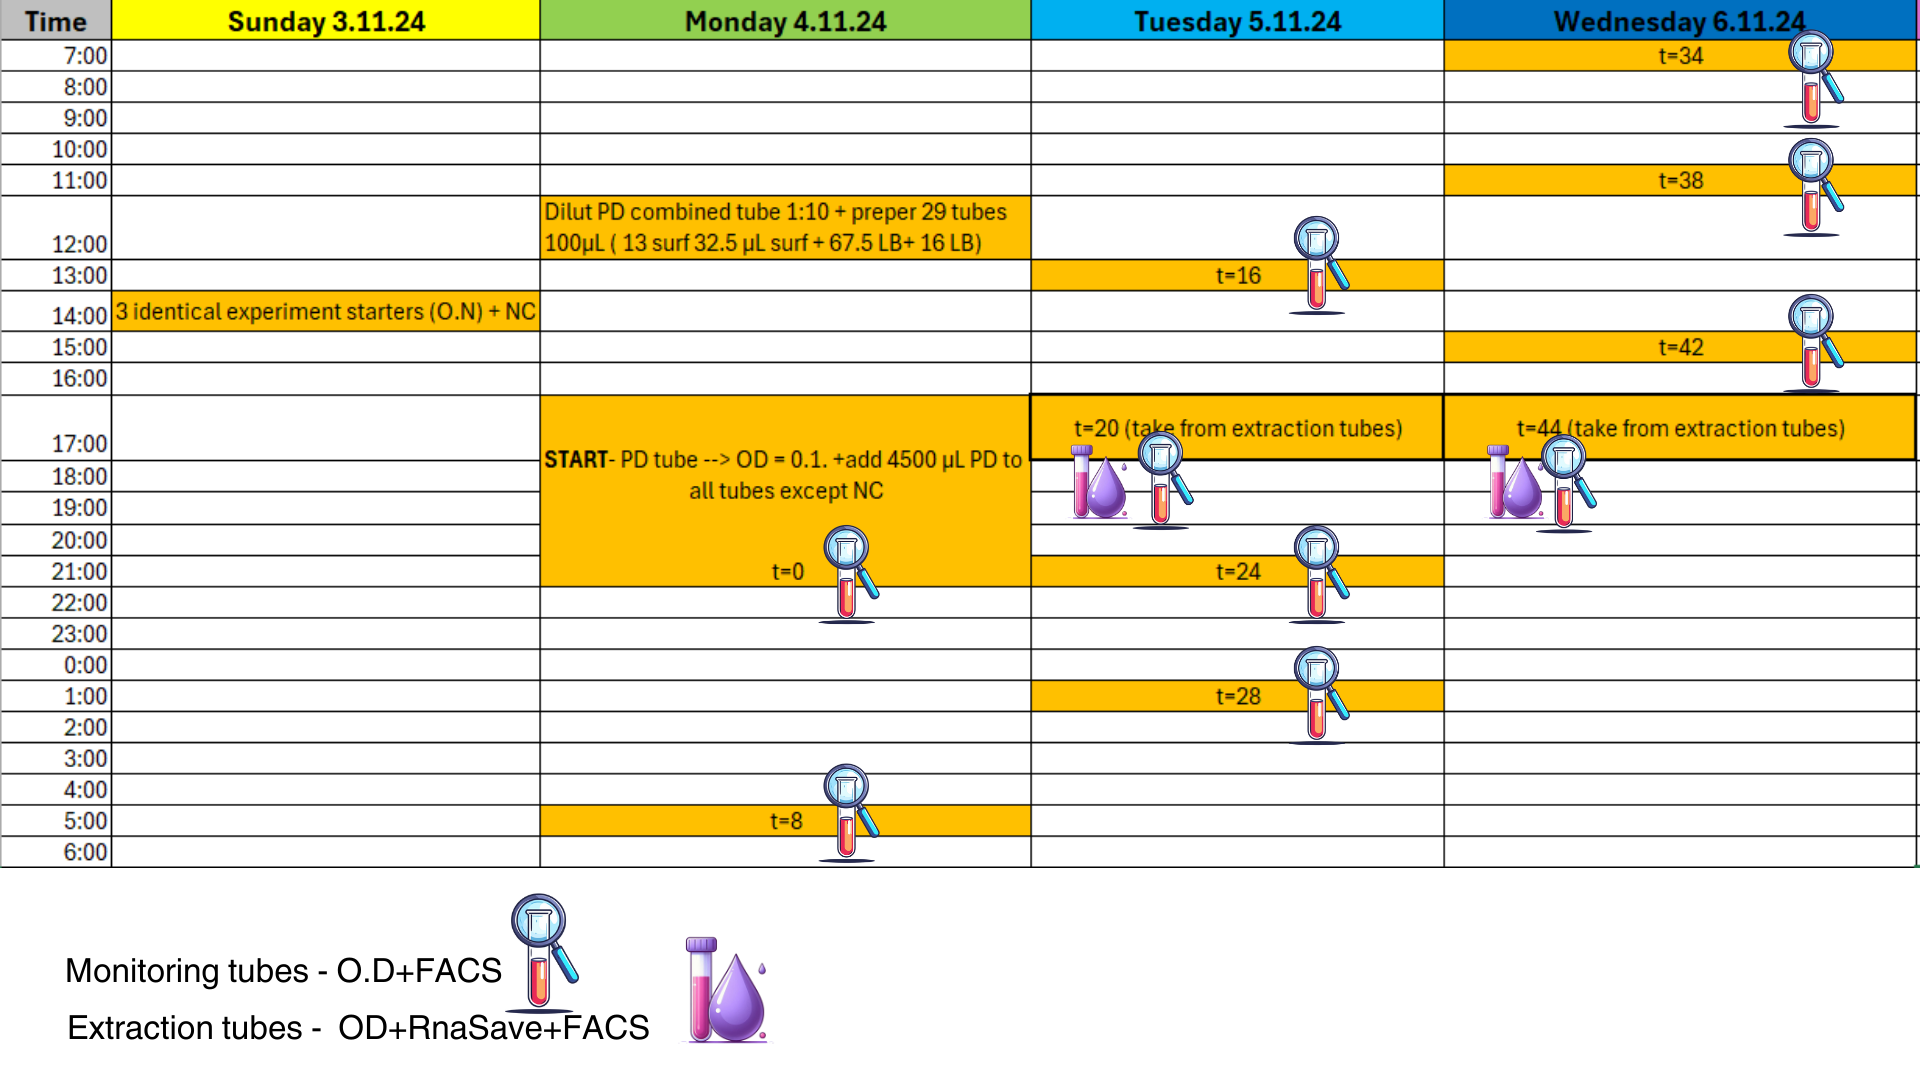 Time Sunday 3.11.24 Monday 4.11.24 Tuesday 5.11.24 Wednesday 6.11.24
7:00 t=34
8:00
9:00
10:00
11:00 t=38
Dilut PD combined tube 1:10 + preper 29 tubes
12:00 100µL ( 13 surf 32.5 µL surf + 67.5 LB+ 16 LB)
13:00 t=16
14:00 3 identical experiment starters (O.N) + NC
15:00 t=42
16:00
17:00 t=20 (take from extraction tubes) t=44 (take from extraction tubes)
START- PD tube --> OD = 0.1. +add 4500 µL PD to
18:00 all tubes except NC
19:00
20:00
21:00 t=0 t=24
22:00
23:00
0:00
1:00 t=28
2:00
3:00
4:00
5:00 t=8
6:00
Monitoring tubes - O.D+FACS
Extraction tubes - OD+RnaSave+FACS